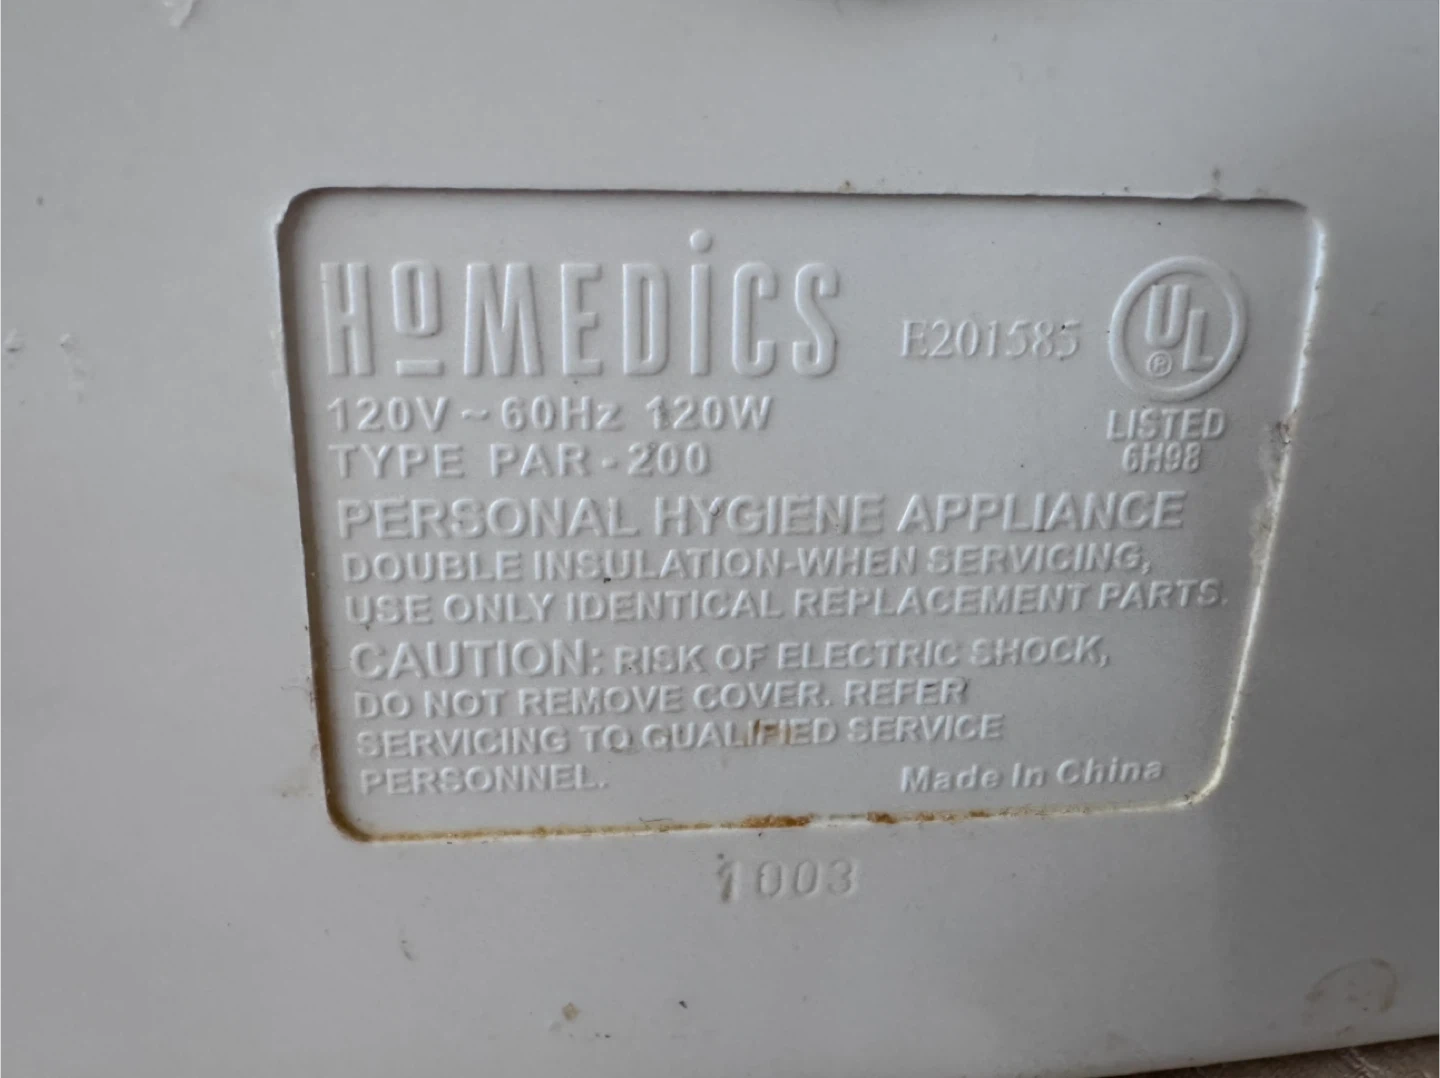 HOMEDiCS
E201585
UL
®
120V ~ 60Hz 120W
LISTED
TYPE PAR-200
6H98
PERSONAL HYGIENE APPLIANCE
DOUBLE INSULATION-WHEN SERVICING,
USE ONLY IDENTICAL REPLACEMENT PARTS.
CAUTION: RISK OF ELECTRIC SHOCK,
DO NOT REMOVE COVER. REFER
SERVICING TO QUALIFIED SERVICE
PERSONNEL.
Made In China
1003